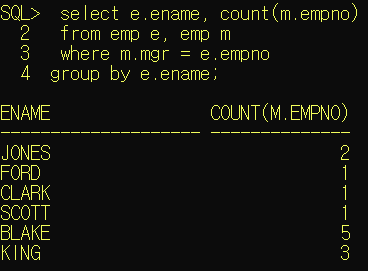 SQL>  select e.ename, count(m.empno)
  2   from emp e, emp m
  3   where m.mgr = e.empno
  4  group by e.ename;
ENAME                COUNT(M.EMPNO)
-------------------- --------------
JONES                             2
FORD                              1
CLARK                             1
SCOTT                             1
BLAKE                             5
KING                              3